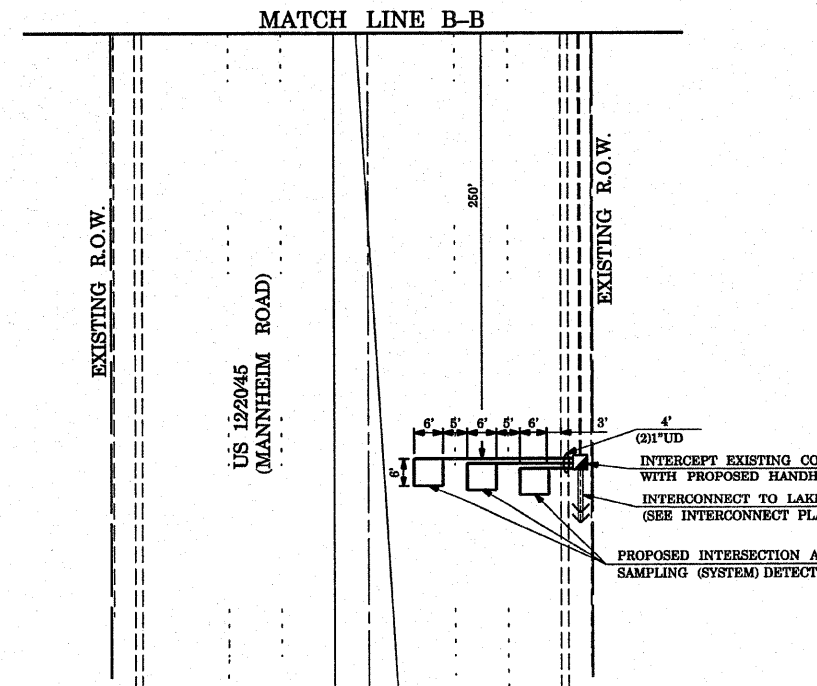 MATCH LINE B–B
250'
EXISTING R.O.W.
EXISTING R.O.W.
US 12/20/45
(MANNHEIM ROAD)
6' 5' 6' 5' 6' 3' 4'
(2)1"UD
6'
INTERCEPT EXISTING CO
WITH PROPOSED HANDH
INTERCONNECT TO LAK
(SEE INTERCONNECT PLA
PROPOSED INTERSECTION A
SAMPLING (SYSTEM) DETECT